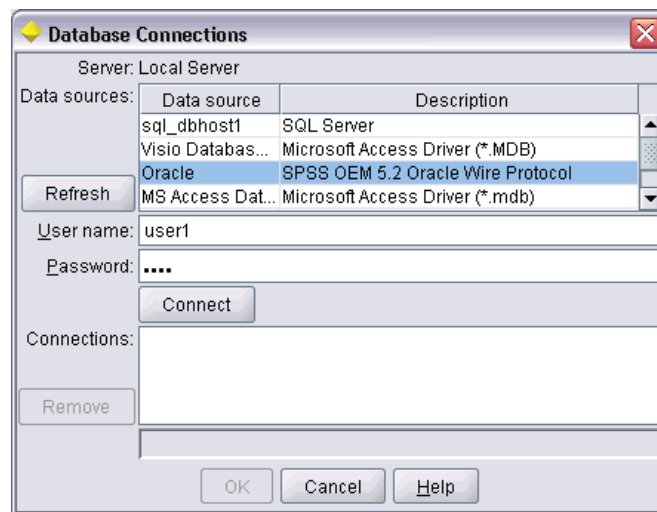 Database Connections
Server: Local Server
Data sources:
Data source Description
sql_dbhost1 SQL Server
Visio Databas... Microsoft Access Driver (*.MDB)
Oracle SPSS OEM 5.2 Oracle Wire Protocol
MS Access Dat... Microsoft Access Driver (*.mdb)
Refresh
User name: user1
Password: ••••
Connect
Connections:
Remove
OK Cancel Help